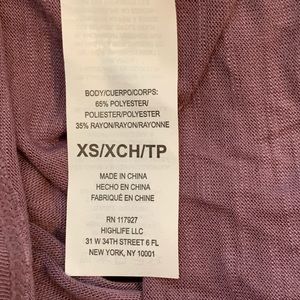 BODY/CUERPO/CORPS:
65% POLYESTER/
POLIESTER/POLYESTER
35% RAYON/RAYON/RAYONNE
XS/XCH/TP
MADE IN CHINA
HECHO EN CHINA
FABRIQUÉ EN CHINE
RN 117927
HIGHLIFE LLC
31 W 34TH STREET 6 FL
NEW YORK, NY 10001